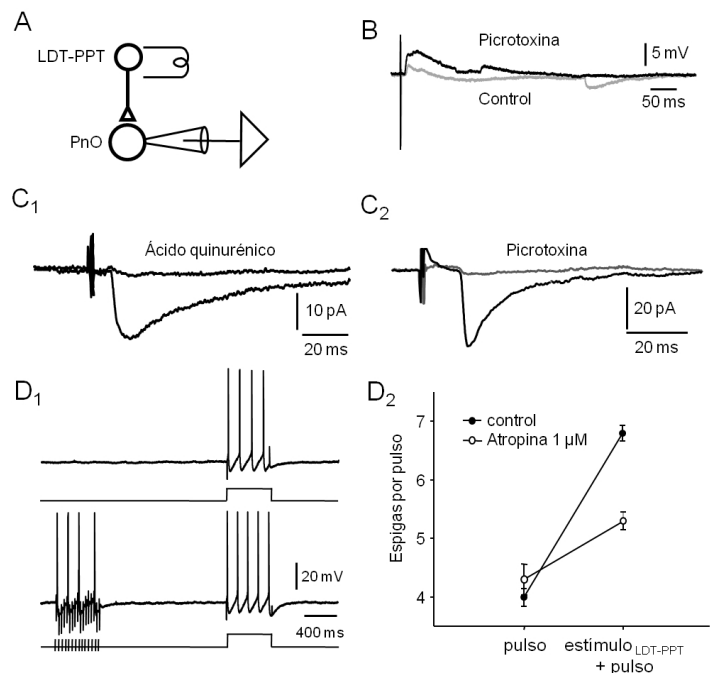 A
LDT-PPT
PnO
B
Picrotoxina
5 mV
Control
50 ms
C1
Ácido quinurénico
10 pA
20 ms
C2
Picrotoxina
20 pA
20 ms
D1
20 mV
400 ms
D2
control
Atropina 1 µM
Espigas por pulso
7
6
5
4
pulso
estímuloLDT-PPT
+ pulso